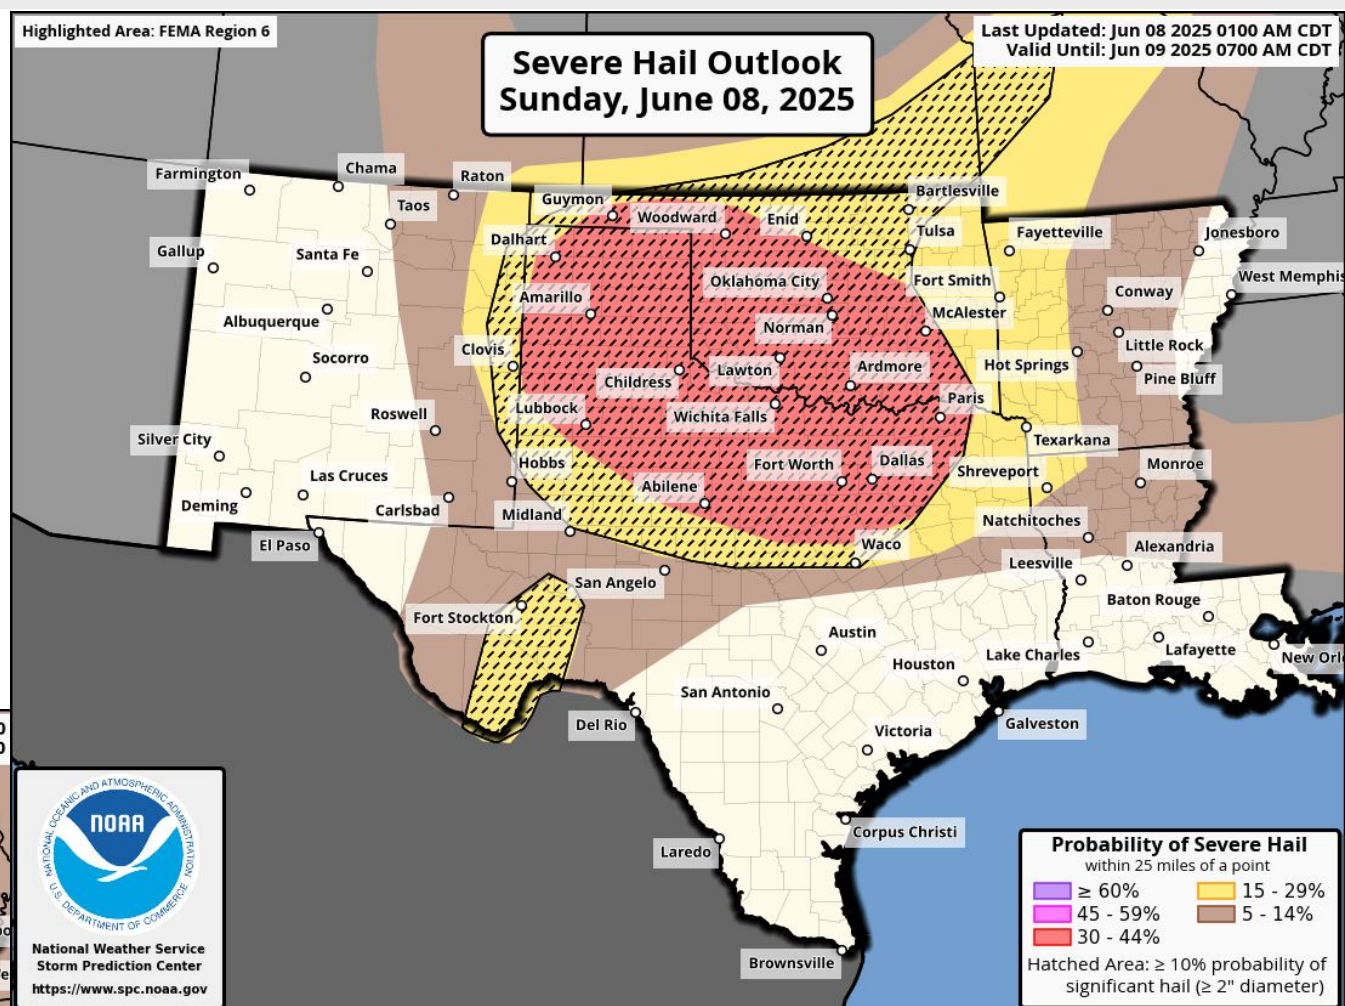 Highlighted Area: FEMA Region 6
Severe Hail Outlook
Sunday, June 08, 2025
Last Updated: Jun 08 2025 0100 AM CDT
Valid Until: Jun 09 2025 0700 AM CDT
Farmington
Chama
Raton
Taos
Guymon
Woodward
Enid
Bartlesville
Gallup
Santa Fe
Dalhart
Tulsa
Fayetteville
Jonesboro
Albuquerque
Amarillo
Oklahoma City
Fort Smith
Conway
West Memphis
Norman
McAlester
Socorro
Clovis
Childress
Lawton
Ardmore
Hot Springs
Little Rock
Pine Bluff
Roswell
Lubbock
Wichita Falls
Paris
Silver City
Texarkana
Las Cruces
Hobbs
Fort Worth
Dallas
Shreveport
Monroe
Deming
Carlsbad
Midland
Abilene
Natchitoches
El Paso
Waco
Alexandria
San Angelo
Leesville
Fort Stockton
Baton Rouge
Austin
Lake Charles
Lafayette
New Orl
Houston
San Antonio
Del Rio
Victoria
Galveston
Corpus Christi
Laredo
Brownsville
NATIONAL OCEANIC AND ATMOSPHERIC ADMINISTRATION
NOAA
U.S. DEPARTMENT OF COMMERCE
National Weather Service
Storm Prediction Center
https://www.spc.noaa.gov
Probability of Severe Hail
within 25 miles of a point
≥ 60%
15 - 29%
45 - 59%
5 - 14%
30 - 44%
Hatched Area: ≥ 10% probability of
significant hail (≥ 2" diameter)